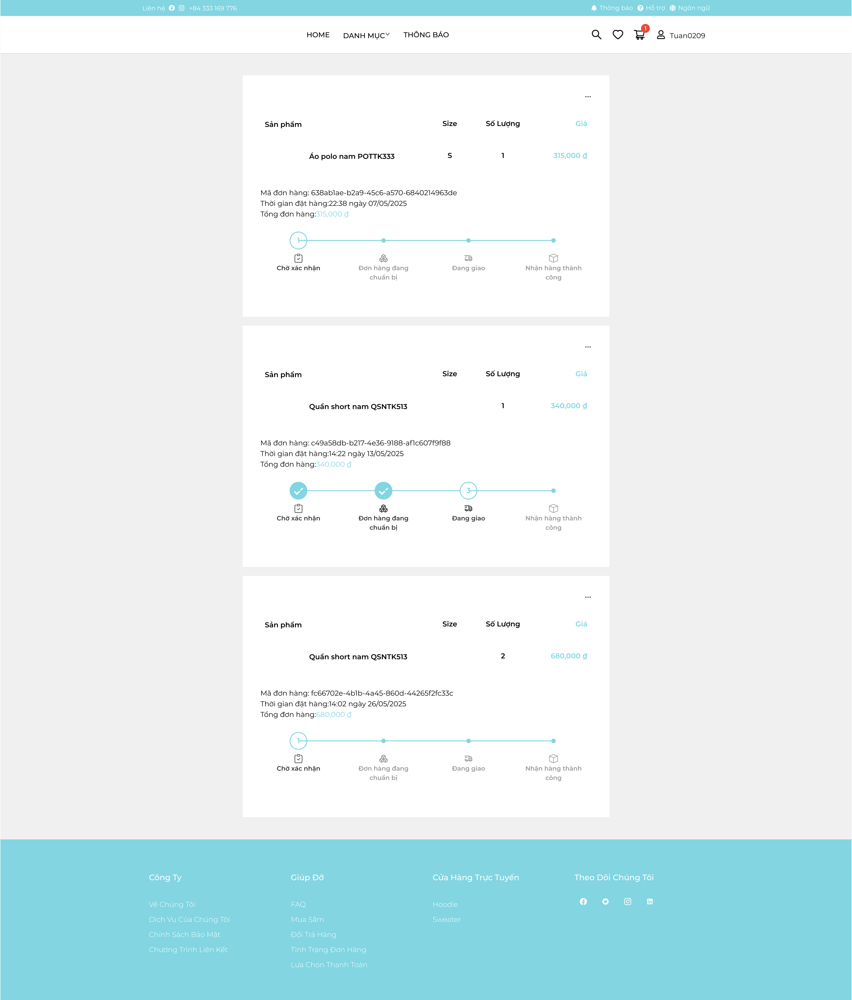 Liên hệ +84 333 169 776 Thông báo Hỗ trợ Ngôn ngữ
HOME DANH MỤC THÔNG BÁO 1 Tuan0209
...
Sản phẩm Size Số Lượng Giá
Áo polo nam POTTK333 S 1 315,000 ₫
Mã đơn hàng: 638ab1ae-b2a9-45c6-a570-6840214963de
Thời gian đặt hàng:22:38 ngày 07/05/2025
Tổng đơn hàng:315,000 ₫
1
Chờ xác nhận Đơn hàng đang Đang giao Nhận hàng thành
chuẩn bị công
...
Sản phẩm Size Số Lượng Giá
Quần short nam QSNTK513 1 340,000 ₫
Mã đơn hàng: c49a58db-b217-4e36-9188-af1c607f9f88
Thời gian đặt hàng:14:22 ngày 13/05/2025
Tổng đơn hàng:340,000 ₫
3
Chờ xác nhận Đơn hàng đang Đang giao Nhận hàng thành
chuẩn bị công
...
Sản phẩm Size Số Lượng Giá
Quần short nam QSNTK513 2 680,000 ₫
Mã đơn hàng: fc66702e-4b1b-4a45-860d-44265f2fc33c
Thời gian đặt hàng:14:02 ngày 26/05/2025
Tổng đơn hàng:680,000 ₫
1
Chờ xác nhận Đơn hàng đang Đang giao Nhận hàng thành
chuẩn bị công
Công Ty Giúp Đỡ Cửa Hàng Trực Tuyến Theo Dõi Chúng Tôi
Về Chúng Tôi FAQ Hoodie
Dịch Vụ Của Chúng Tôi Mua Sắm Sweater
Chính Sách Bảo Mật Đổi Trả Hàng
Chương Trình Liên Kết Tình Trạng Đơn Hàng
Lựa Chọn Thanh Toán